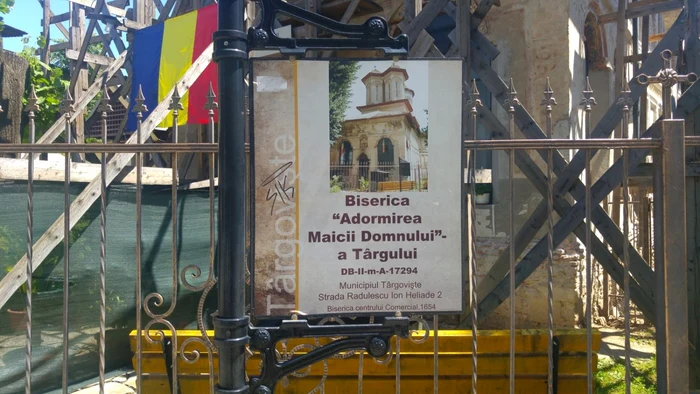 Târgoviște
Biserica
"Adormirea
Maicii Domnului"-
a Târgului
DB-II-m-A-17294
Municipiul Târgoviște
Strada Radulescu Ion Heliade 2
Biserica centrului Comercial,1654